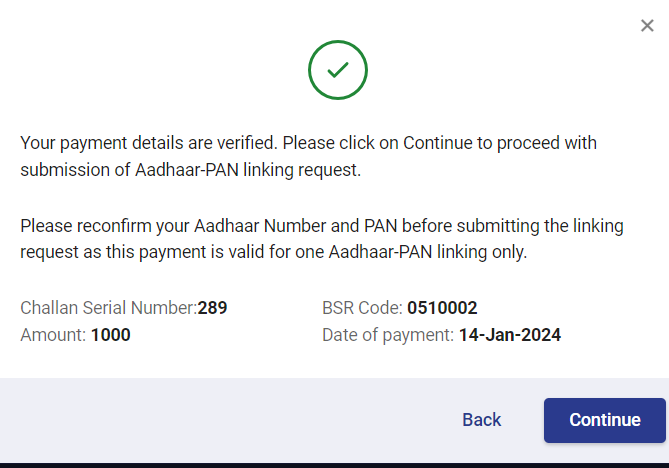 Your payment details are verified. Please click on Continue to proceed with
submission of Aadhaar-PAN linking request.
Please reconfirm your Aadhaar Number and PAN before submitting the linking
request as this payment is valid for one Aadhaar-PAN linking only.
Challan Serial Number:289 BSR Code: 0510002
Amount: 1000 Date of payment: 14-Jan-2024
Back Continue